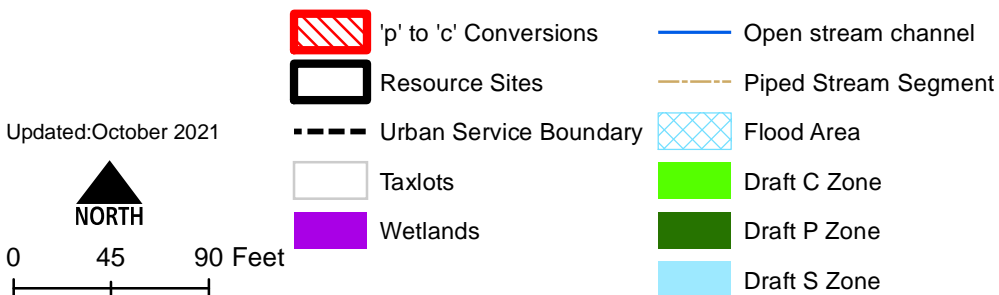 Updated:October 2021
NORTH
0 45 90 Feet
'p' to 'c' Conversions
Resource Sites
Urban Service Boundary
Taxlots
Wetlands
Open stream channel
Piped Stream Segment
Flood Area
Draft C Zone
Draft P Zone
Draft S Zone